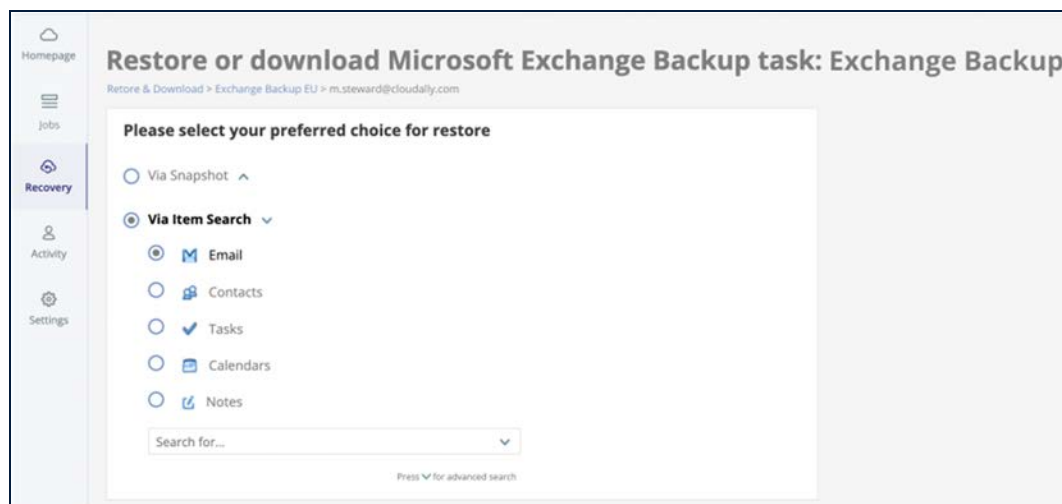 Homepage
Jobs
Recovery
Activity
Settings
Restore or download Microsoft Exchange Backup task: Exchange Backup
Retore & Download > Exchange Backup EU > m.steward@cloudally.com
Please select your preferred choice for restore
Via Snapshot
Via Item Search
Email
Contacts
Tasks
Calendars
Notes
Search for...
Press for advanced search